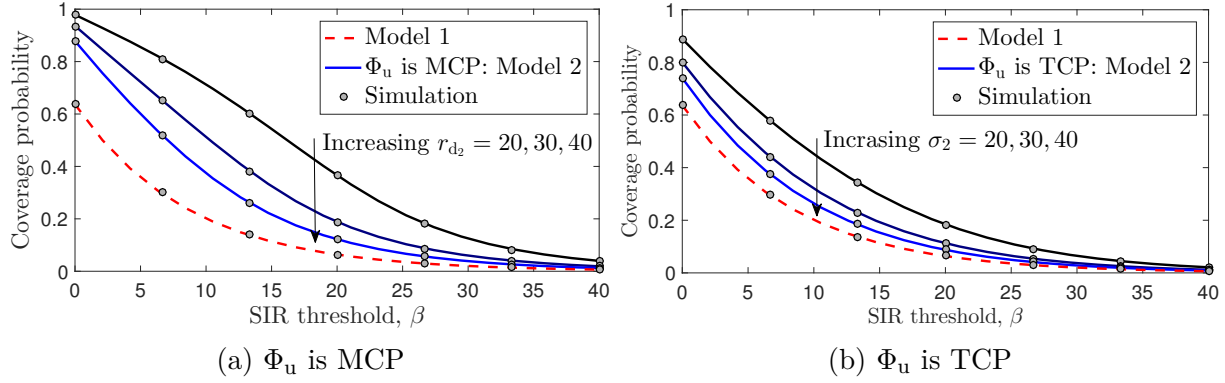 1
0.8
0.6
0.4
0.2
0
Coverage probability
Model 1
Φu is MCP: Model 2
Simulation
Increasing rd2 = 20, 30, 40
0 5 10 15 20 25 30 35 40
SIR threshold, β
(a) Φu is MCP
1
0.8
0.6
0.4
0.2
0
Coverage probability
Model 1
Φu is TCP: Model 2
Simulation
Incrasing σ2 = 20, 30, 40
0 5 10 15 20 25 30 35 40
SIR threshold, β
(b) Φu is TCP